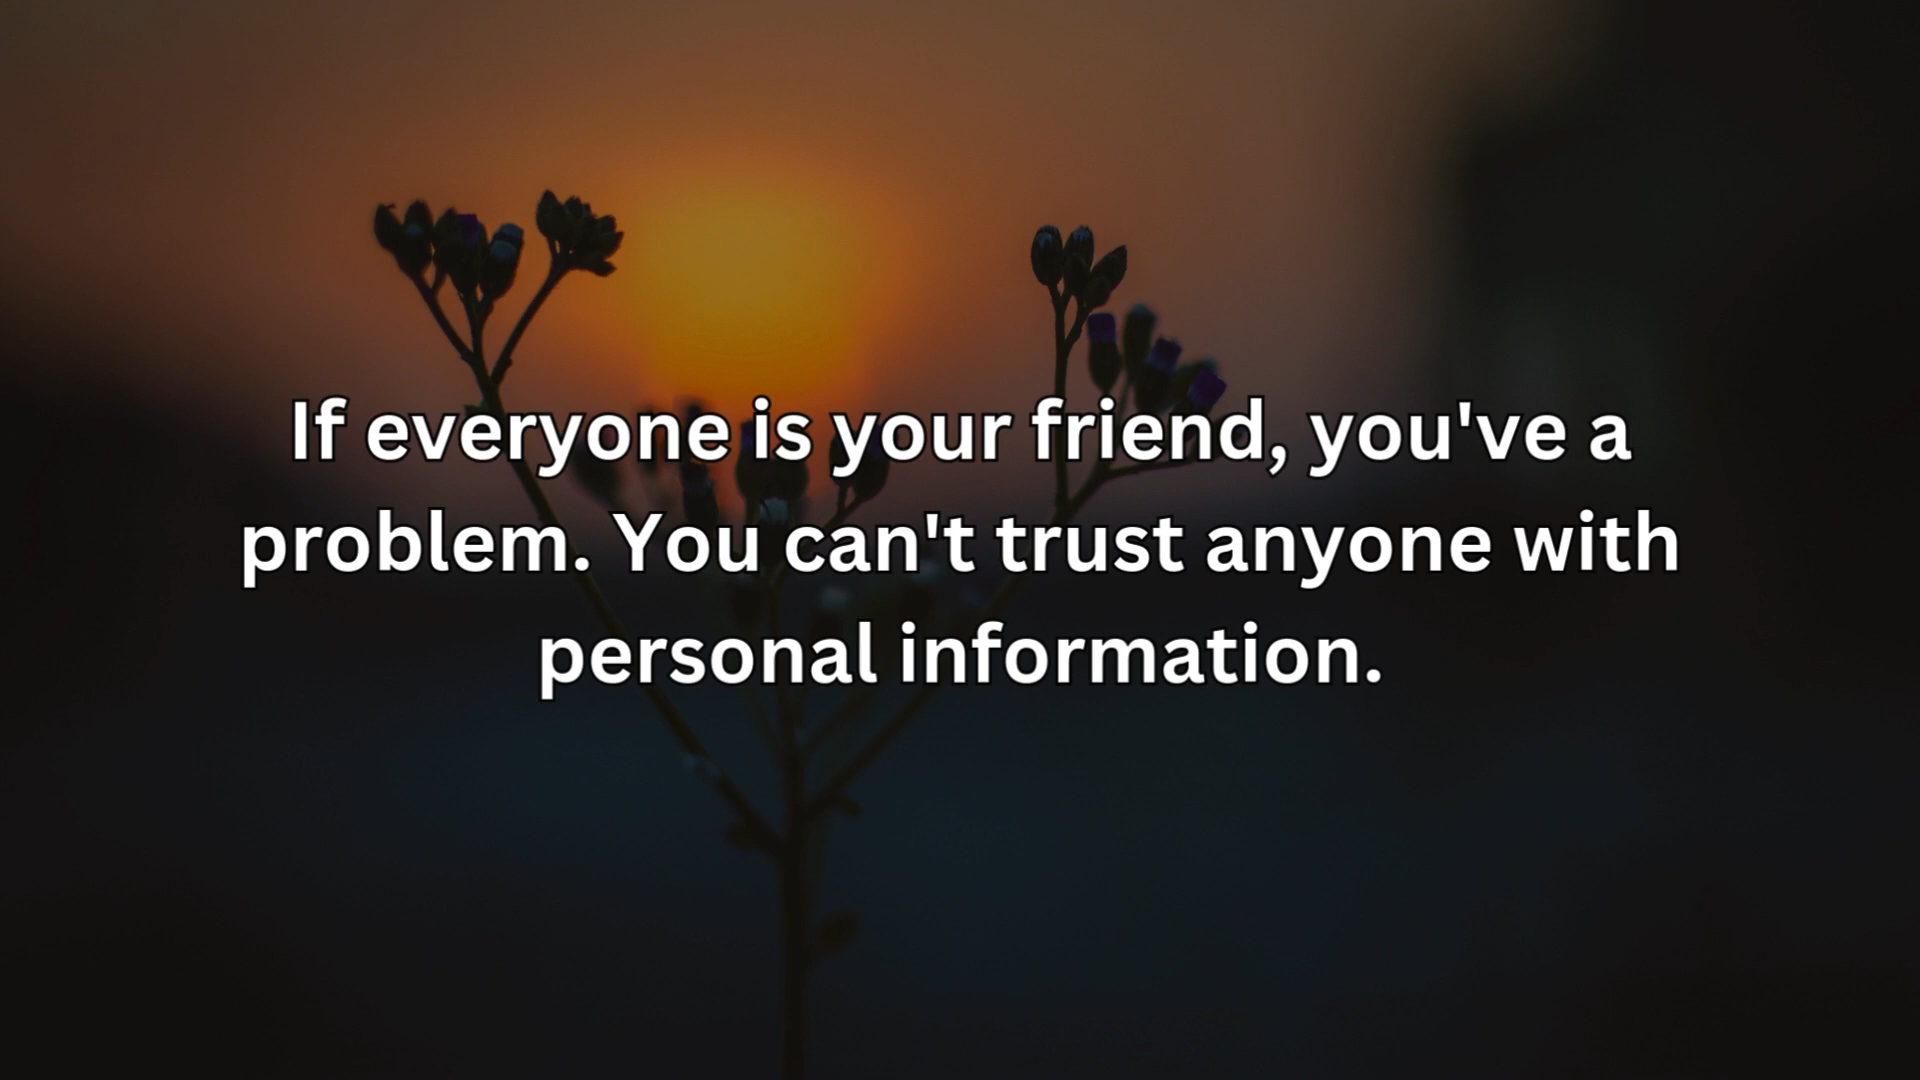 If everyone is your friend, you've a
problem. You can't trust anyone with
personal information.